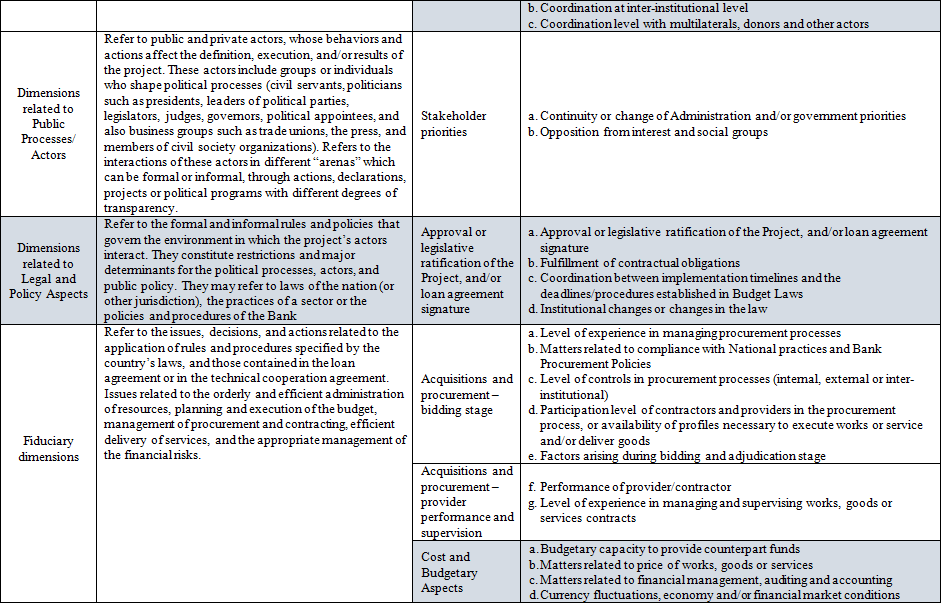 b. Coordination at inter-institutional level
c. Coordination level with multilaterals, donors and other actors
Dimensions
related to
Public
Processes/
Actors
Refer to public and private actors, whose behaviors and
actions affect the definition, execution, and/or results of
the project. These actors include groups or individuals
who shape political processes (civil servants, politicians
such as presidents, leaders of political parties,
legislators, judges, governors, political appointees, and
also business groups such as trade unions, the press, and
members of civil society organizations). Refers to the
interactions of these actors in different “arenas” which
can be formal or informal, through actions, declarations,
projects or political programs with different degrees of
transparency.
Stakeholder
priorities
a. Continuity or change of Administration and/or government priorities
b. Opposition from interest and social groups
Dimensions
related to
Legal and
Policy Aspects
Refer to the formal and informal rules and policies that
govern the environment in which the project’s actors
interact. They constitute restrictions and major
determinants for the political processes, actors, and
public policy. They may refer to laws of the nation (or
other jurisdiction), the practices of a sector or the
policies and procedures of the Bank
Approval or
legislative
ratification of the
Project, and/or
loan agreement
signature
a. Approval or legislative ratification of the Project, and/or loan agreement
signature
b. Fulfillment of contractual obligations
c. Coordination between implementation timelines and the
deadlines/procedures established in Budget Laws
d. Institutional changes or changes in the law
Fiduciary
dimensions
Refer to the issues, decisions, and actions related to the
application of rules and procedures specified by the
country’s laws, and those contained in the loan
agreement or in the technical cooperation agreement.
Issues related to the orderly and efficient administration
of resources, planning and execution of the budget,
management of procurement and contracting, efficient
delivery of services, and the appropriate management of
the financial risks.
Acquisitions and
procurement –
bidding stage
a. Level of experience in managing procurement processes
b. Matters related to compliance with National practices and Bank
Procurement Policies
c. Level of controls in procurement processes (internal, external or inter-
institutional)
d. Participation level of contractors and providers in the procurement
process, or availability of profiles necessary to execute works or service
and/or deliver goods
e. Factors arising during bidding and adjudication stage
Acquisitions and
procurement –
provider
performance and
supervision
f. Performance of provider/contractor
g. Level of experience in managing and supervising works, goods or
services contracts
Cost and
Budgetary
Aspects
a. Budgetary capacity to provide counterpart funds
b. Matters related to price of works, goods or services
c. Matters related to financial management, auditing and accounting
d. Currency fluctuations, economy and/or financial market conditions